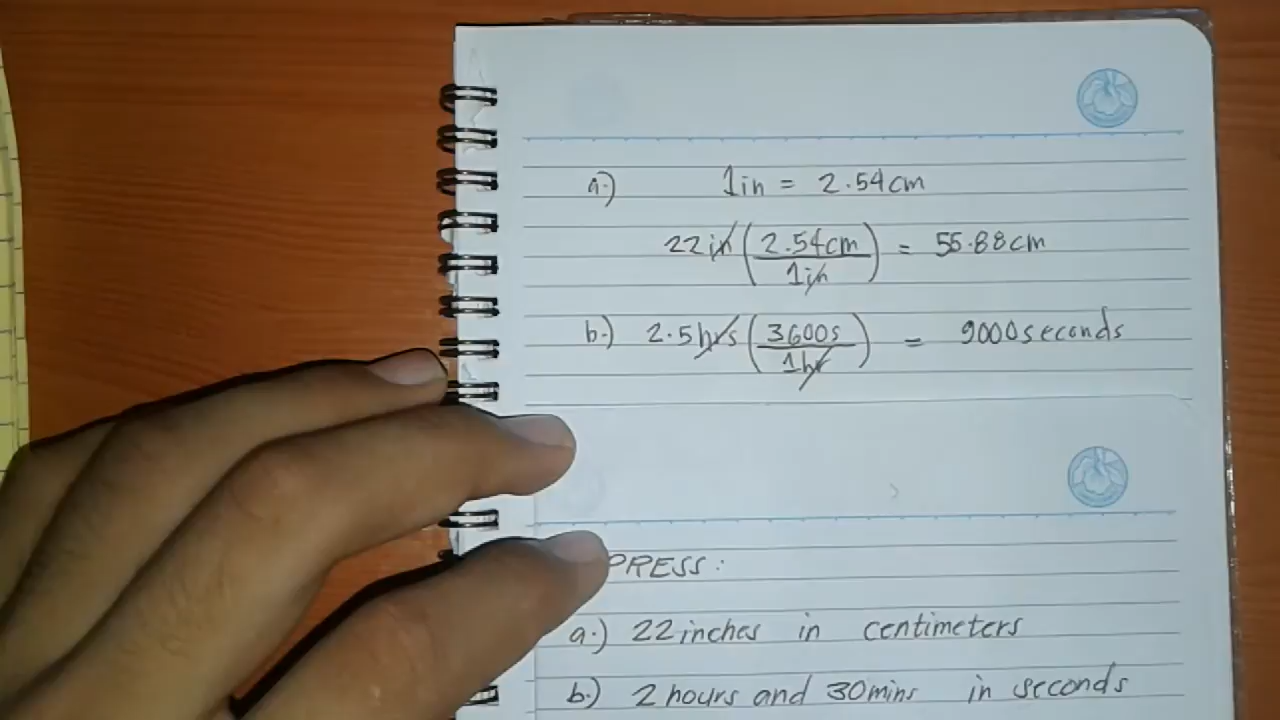 a.) 1in = 2.54cm
22in (2.54cm / 1in) = 55.88cm
b.) 2.5hrs (3600s / 1hr) = 9000seconds
PRESS:
a.) 22inches in centimeters
b.) 2 hours and 30mins in seconds